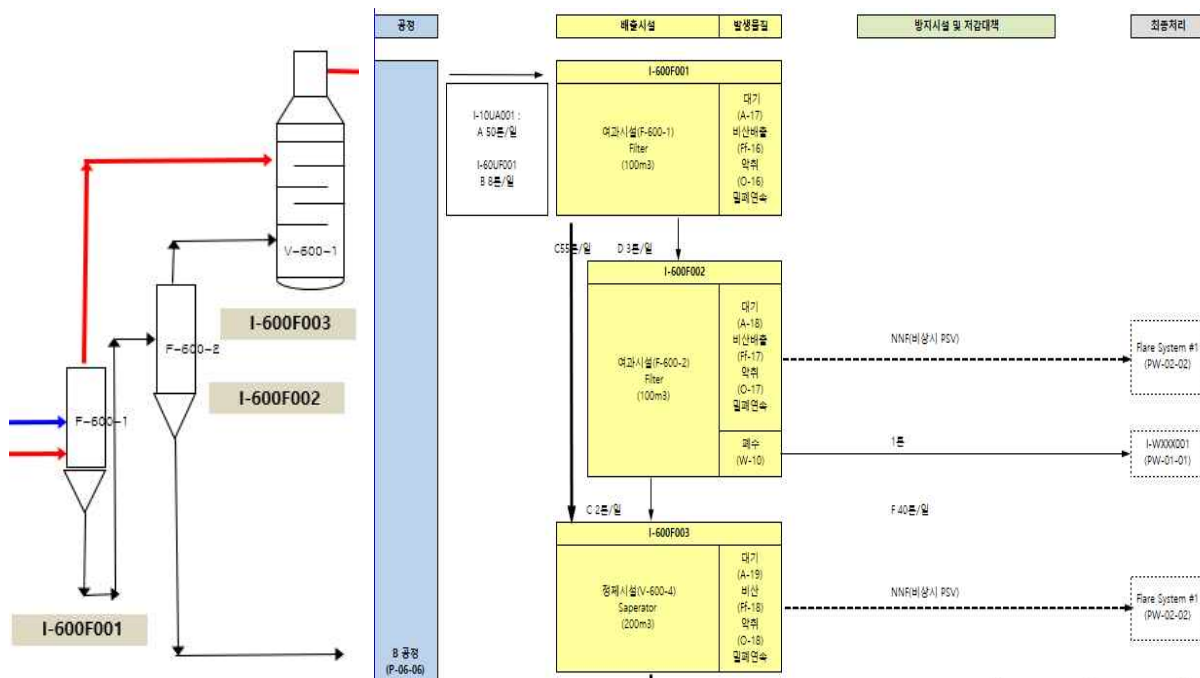 V-600-1
I-600F003
F-600-2
I-600F002
F-600-1
I-600F001
공정
배출시설
발생물질
방지시설 및 저감대책
최종처리
I-10UA001 :
A 50톤/일
I-60UF001
B 8톤/일
I-600F001
여과시설(F-600-1)
Filter
(100m3)
대기
(A-17)
비산배출
(Ff-16)
악취
(O-16)
밀폐연속
C55톤/일
D 3톤/일
I-600F002
여과시설(F-600-2)
Filter
(100m3)
대기
(A-18)
비산배출
(Ff-17)
악취
(O-17)
밀폐연속
폐수
(W-10)
NNF(비상시 PSV)
Flare System #1
(PW-02-02)
1톤
I-WXXX001
(PW-01-01)
C 2톤/일
F 40톤/일
I-600F003
정제시설(V-600-4)
Saperator
(200m3)
대기
(A-19)
비산
(Ff-18)
악취
(O-18)
밀폐연속
NNF(비상시 PSV)
Flare System #1
(PW-02-02)
B 공정
(P-06-06)